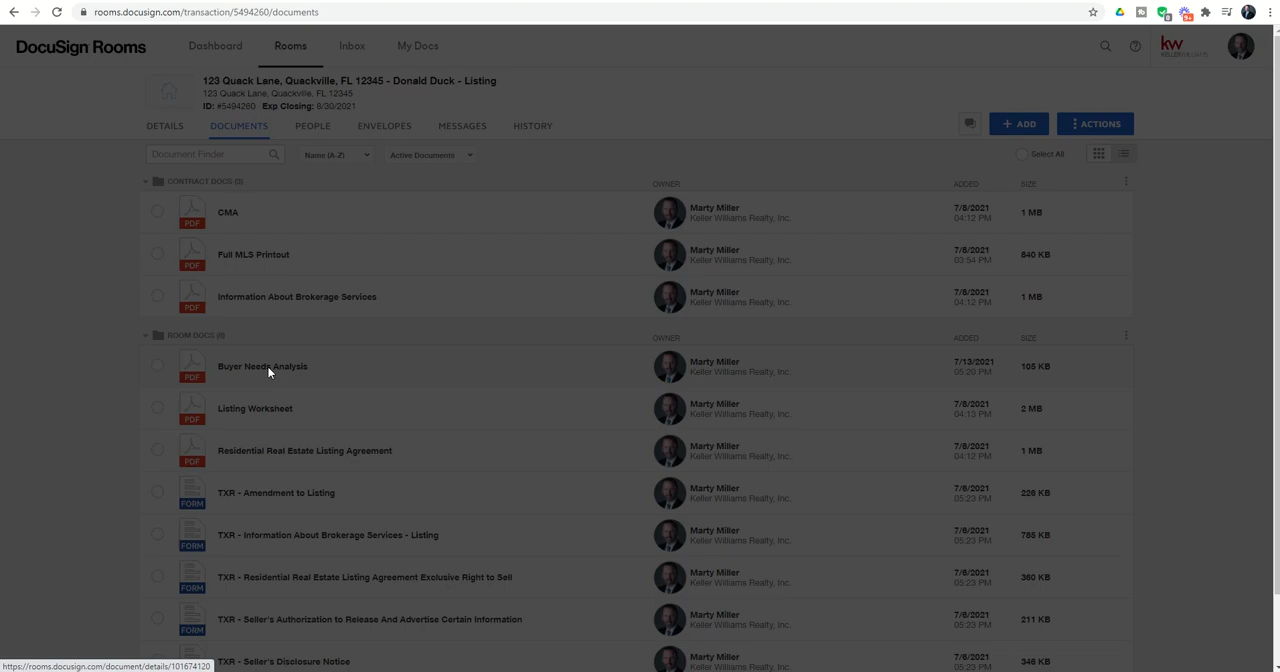 rooms.docusign.com/transaction/5494260/documents
DocuSign Rooms
Dashboard
Rooms
Inbox
My Docs
kw
KELLERWILLIAMS
123 Quack Lane, Quackville, FL 12345 - Donald Duck - Listing
123 Quack Lane, Quackville, FL 12345
ID: #5494260 Exp Closing: 8/30/2021
DETAILS
DOCUMENTS
PEOPLE
ENVELOPES
MESSAGES
HISTORY
+ ADD
ACTIONS
Document Finder
Name (A-Z)
Active Documents
Select All
CONTRACT DOCS (3)
OWNER:
ADDED
SIZE
PDF
CMA
Marty Miller
Keller Williams Realty, Inc.
7/8/2021
04:12 PM
1 MB
PDF
Full MLS Printout
Marty Miller
Keller Williams Realty, Inc.
7/8/2021
03:54 PM
840 KB
PDF
Information About Brokerage Services
Marty Miller
Keller Williams Realty, Inc.
7/8/2021
04:12 PM
1 MB
OWNER:
ADDED
SIZE
PDF
Buyer Needs Analysis
Marty Miller
Keller Williams Realty, Inc.
7/13/2021
05:20 PM
105 KB
PDF
Listing Worksheet
Marty Miller
Keller Williams Realty, Inc.
7/8/2021
04:13 PM
2 MB
PDF
Residential Real Estate Listing Agreement
Marty Miller
Keller Williams Realty, Inc.
7/8/2021
04:12 PM
1 MB
FORM
TXR - Amendment to Listing
Marty Miller
Keller Williams Realty, Inc.
7/6/2021
05:23 PM
226 KB
FORM
TXR - Information About Brokerage Services - Listing
Marty Miller
Keller Williams Realty, Inc.
7/6/2021
05:23 PM
785 KB
FORM
TXR - Residential Real Estate Listing Agreement Exclusive Right to Sell
Marty Miller
Keller Williams Realty, Inc.
7/6/2021
05:23 PM
360 KB
FORM
TXR - Seller's Authorization to Release And Advertise Certain Information
Marty Miller
Keller Williams Realty, Inc.
7/6/2021
05:23 PM
211 KB
TXR - Seller's Disclosure Notice
Marty Miller
7/6/2021
346 KB
https://rooms.docusign.com/document/details/101674120